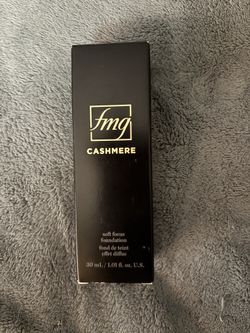 fmg
CASHMERE
soft focus
foundation
fond de teint
effet diffus
30 mL / 1.01 fl. oz. U.S.